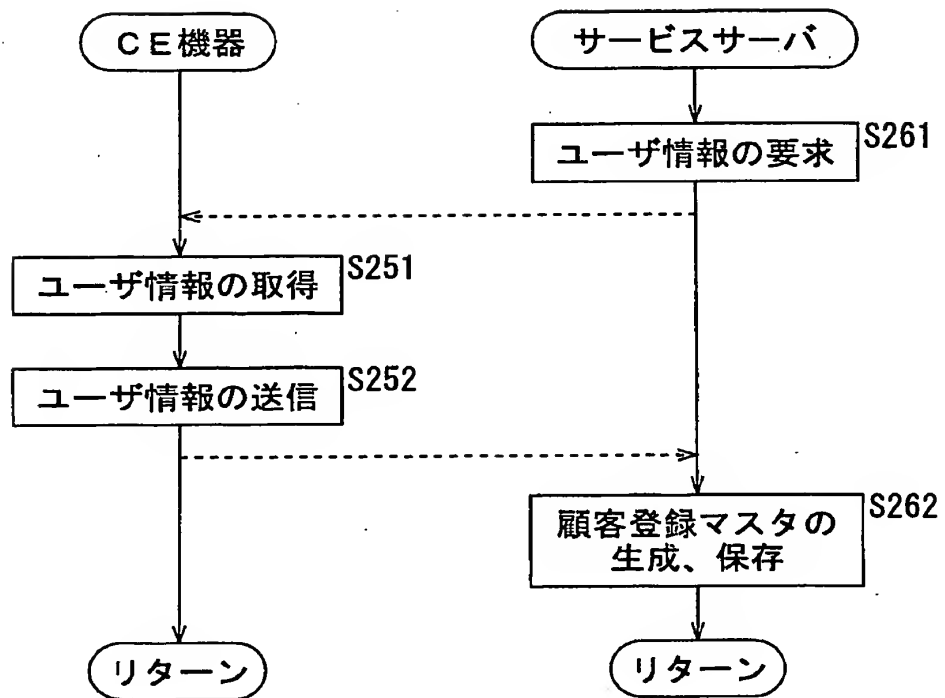 CE機器
サービスサーバ
ユーザ情報の要求
S261
ユーザ情報の取得
S251
ユーザ情報の送信
S252
顧客登録マスタの
生成、保存
S262
リターン
リターン